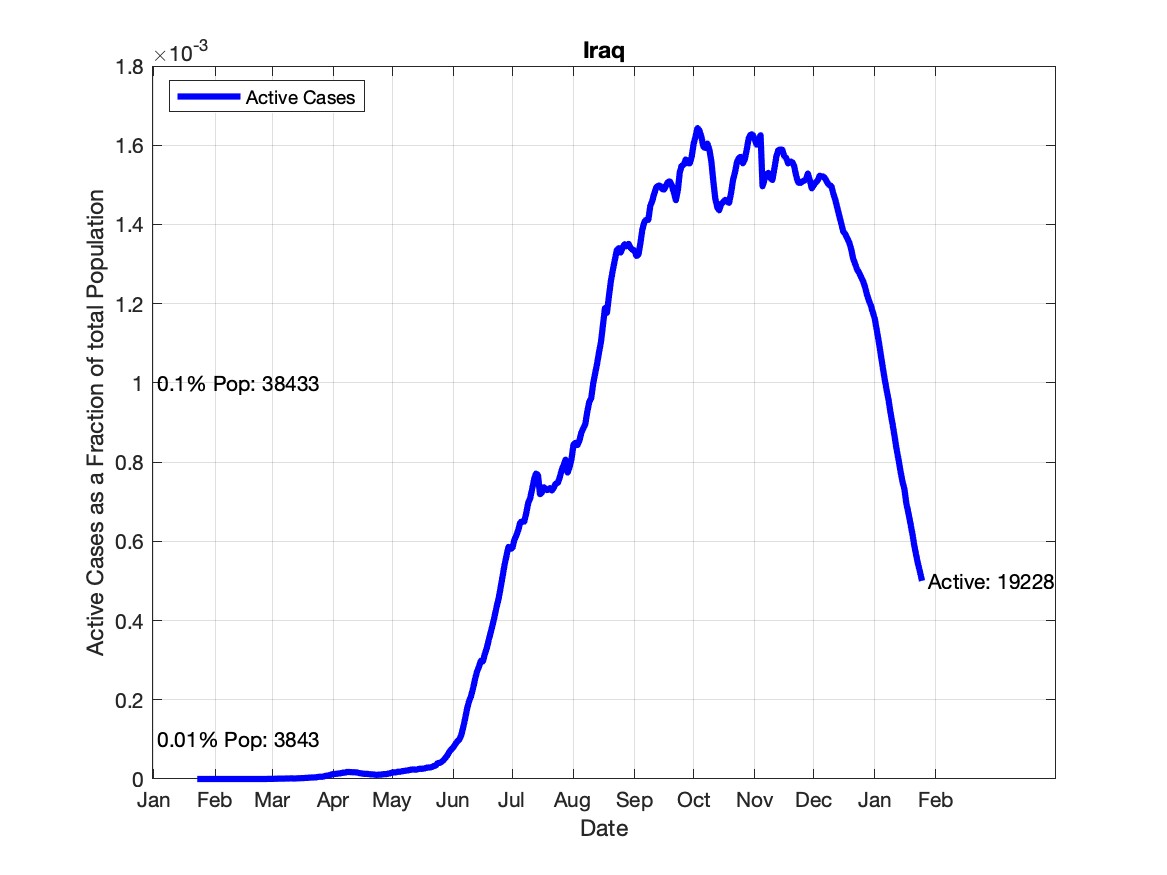 Iraq
×10-3
Active Cases
1.8
1.6
1.4
1.2
1
0.8
0.6
0.4
0.2
0
Active Cases as a Fraction of total Population
0.1% Pop: 38433
0.01% Pop: 3843
Active: 19228
Jan Feb Mar Apr May Jun Jul Aug Sep Oct Nov Dec Jan Feb
Date